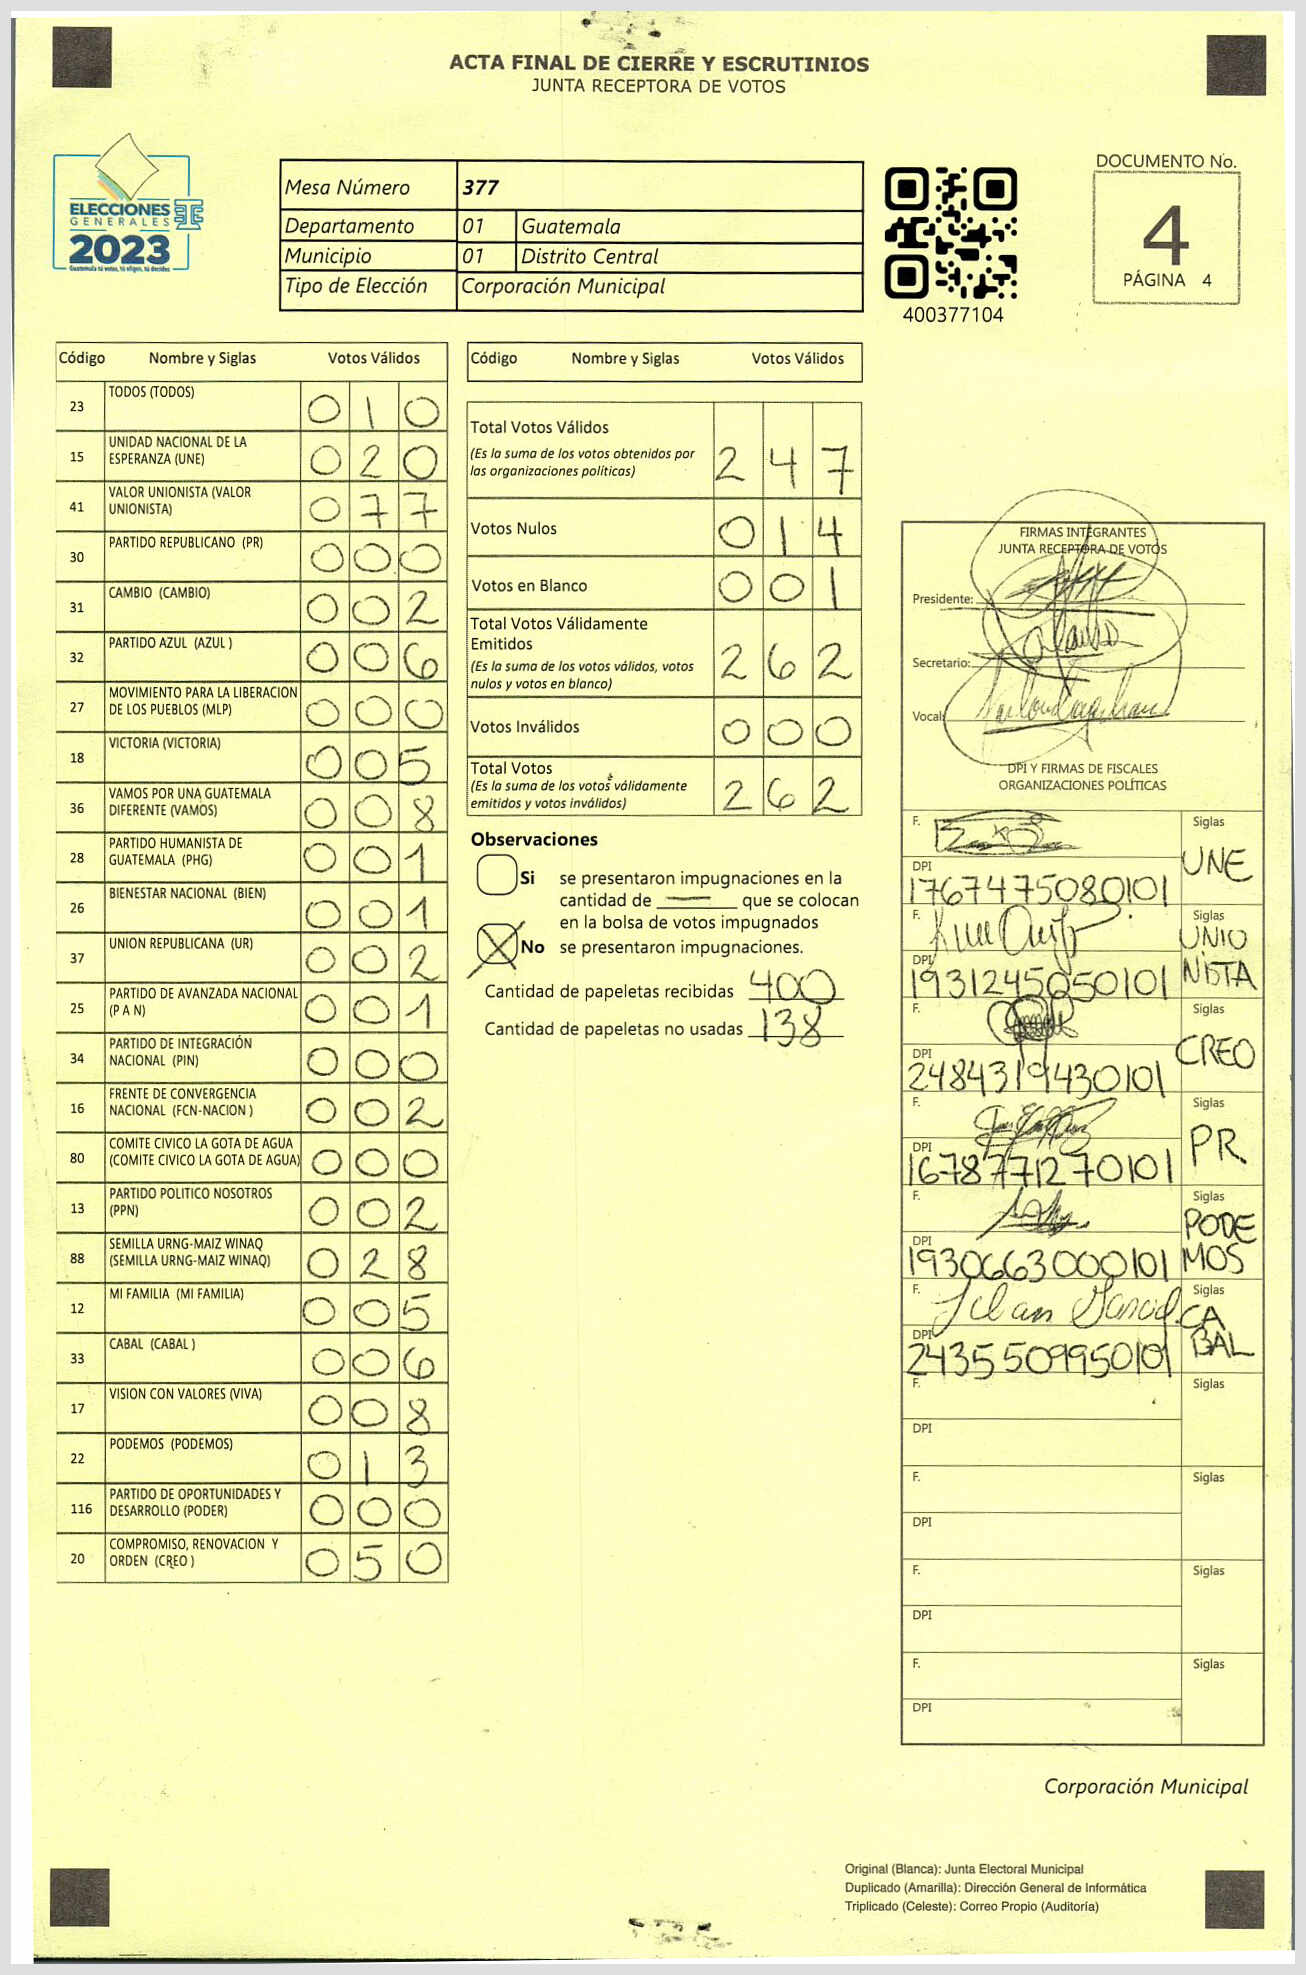 ACTA FINAL DE CIERRE Y ESCRUTINIOS
JUNTA RECEPTORA DE VOTOS
ELECCIONES
GENERALES
2023
Guatemala tú votas, tú eliges, tú decides
Mesa Número 377
Departamento 01 Guatemala
Municipio 01 Distrito Central
Tipo de Elección Corporación Municipal
400377104
DOCUMENTO No.
4
PÁGINA 4
Código Nombre y Siglas Votos Válidos
23 TODOS (TODOS) 0 1 0
15 UNIDAD NACIONAL DE LA
ESPERANZA (UNE) 0 2 0
41 VALOR UNIONISTA (VALOR
UNIONISTA) 0 7 7
30 PARTIDO REPUBLICANO (PR) 0 0 0
31 CAMBIO (CAMBIO) 0 0 2
32 PARTIDO AZUL (AZUL ) 0 0 6
27 MOVIMIENTO PARA LA LIBERACION
DE LOS PUEBLOS (MLP) 0 0 0
18 VICTORIA (VICTORIA) 0 0 5
36 VAMOS POR UNA GUATEMALA
DIFERENTE (VAMOS) 0 0 8
28 PARTIDO HUMANISTA DE
GUATEMALA (PHG) 0 0 1
26 BIENESTAR NACIONAL (BIEN) 0 0 1
37 UNION REPUBLICANA (UR) 0 0 2
25 PARTIDO DE AVANZADA NACIONAL
(P A N) 0 0 1
34 PARTIDO DE INTEGRACIÓN
NACIONAL (PIN) 0 0 0
16 FRENTE DE CONVERGENCIA
NACIONAL (FCN-NACION ) 0 0 2
80 COMITE CIVICO LA GOTA DE AGUA
(COMITE CIVICO LA GOTA DE AGUA) 0 0 0
13 PARTIDO POLITICO NOSOTROS
(PPN) 0 0 2
88 SEMILLA URNG-MAIZ WINAQ
(SEMILLA URNG-MAIZ WINAQ) 0 2 8
12 MI FAMILIA (MI FAMILIA) 0 0 5
33 CABAL (CABAL ) 0 0 6
17 VISION CON VALORES (VIVA) 0 0 8
22 PODEMOS (PODEMOS) 0 1 3
116 PARTIDO DE OPORTUNIDADES Y
DESARROLLO (PODER) 0 0 0
20 COMPROMISO, RENOVACION Y
ORDEN (CREO ) 0 5 0
Código Nombre y Siglas Votos Válidos
Total Votos Válidos
(Es la suma de los votos obtenidos por
las organizaciones políticas) 2 4 7
Votos Nulos 0 1 4
Votos en Blanco 0 0 1
Total Votos Válidamente
Emitidos
(Es la suma de los votos válidos, votos
nulos y votos en blanco) 2 6 2
Votos Inválidos 0 0 0
Total Votos
(Es la suma de los votos válidamente
emitidos y votos inválidos) 2 6 2
Observaciones
Si se presentaron impugnaciones en la
cantidad de que se colocan
en la bolsa de votos impugnados
No se presentaron impugnaciones.
Cantidad de papeletas recibidas 400
Cantidad de papeletas no usadas 138
FIRMAS INTEGRANTES
JUNTA RECEPTORA DE VOTOS
Presidente:
Secretario:
Vocal:
DPI Y FIRMAS DE FISCALES
ORGANIZACIONES POLÍTICAS
F. Siglas
UNE
DPI
1767475080101
F. Siglas
UNIO
NISTA
DPI
1931245050101
F. Siglas
CREO
DPI
2484319430101
F. Siglas
PR
DPI
1678771270101
F. Siglas
PODE
MOS
DPI
1930663000101
F. Siglas
CA
BAL
DPI
2435509950101
F. Siglas
DPI
F. Siglas
DPI
F. Siglas
DPI
F. Siglas
DPI
Corporación Municipal
Original (Blanca): Junta Electoral Municipal
Duplicado (Amarilla): Dirección General de Informática
Triplicado (Celeste): Correo Propio (Auditoría)